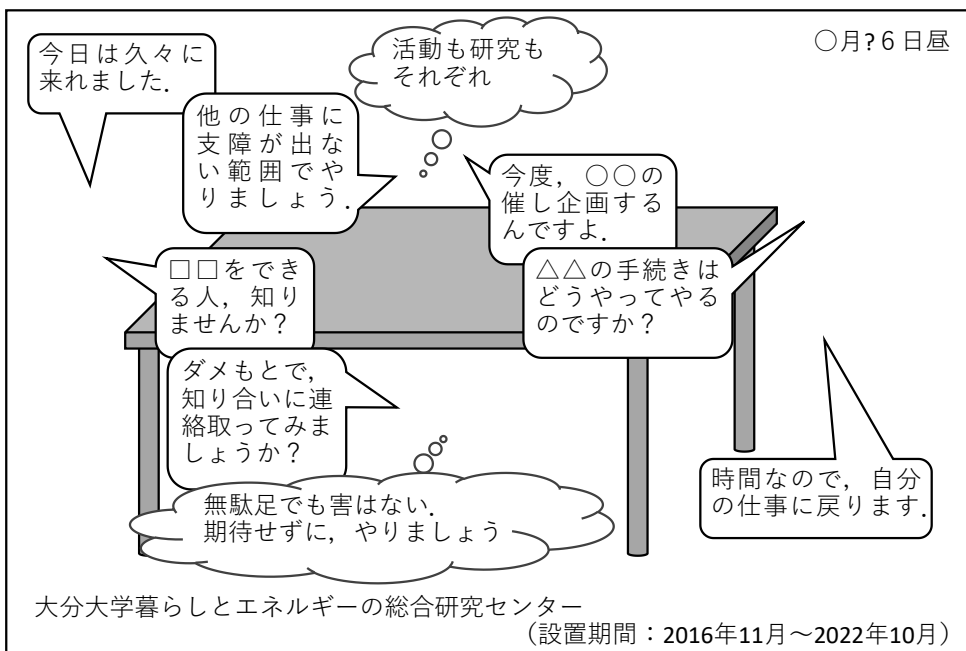 ○月?６日昼
今日は久々に
来れました.
活動も研究も
それぞれ
他の仕事に
支障が出な
い範囲でや
りましょう.
今度，○○の
催し企画する
んですよ.
□□をでき
る人，知り
ませんか？
△△の手続きは
どうやってやる
のですか？
ダメもとで，
知り合いに連
絡取ってみま
しょうか？
時間なので，自分
の仕事に戻ります.
無駄足でも害はない.
期待せずに，やりましょう
大分大学暮らしとエネルギーの総合研究センター
（設置期間：2016年11月～2022年10月）